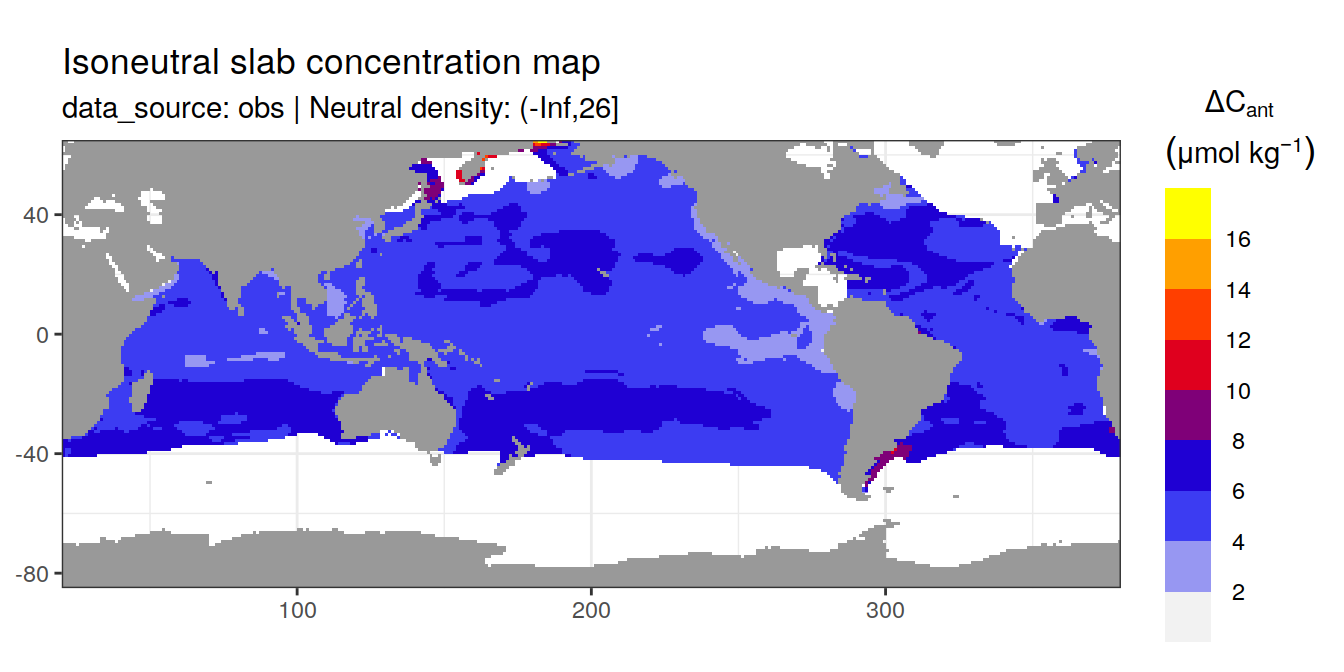 Isoneutral slab concentration map
data_source: obs | Neutral density: (-Inf,26]
ΔCant
(μmol kg⁻¹)
16
14
12
10
8
6
4
2
40
0
-40
-80
100 200 300